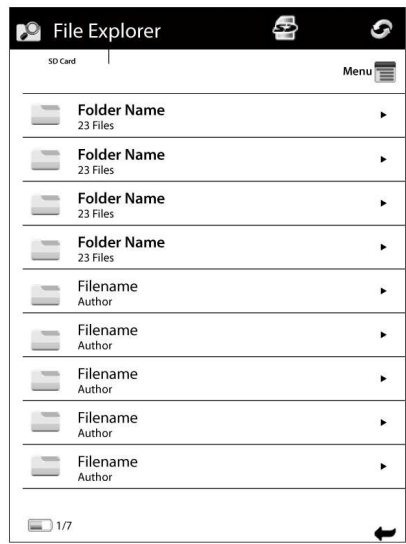 File Explorer
SD Card
Menu
Folder Name
23 Files
Folder Name
23 Files
Folder Name
23 Files
Folder Name
23 Files
Filename
Author
Filename
Author
Filename
Author
Filename
Author
Filename
Author
1/7